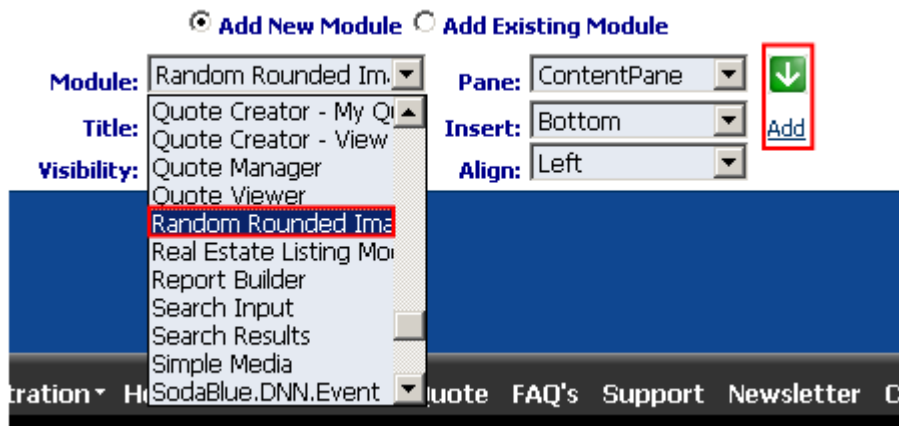 Add New Module Add Existing Module
Module: Random Rounded Im Pane: ContentPane
Title: Insert: Bottom Add
Visibility: Align: Left
Quote Creator - My
Quote Creator - View
Quote Manager
Quote Viewer
Random Rounded Ima
Real Estate Listing Mo
Report Builder
Search Input
Search Results
Simple Media
SodaBlue.DNN.Event
tration H uote FAQ's Support Newsletter